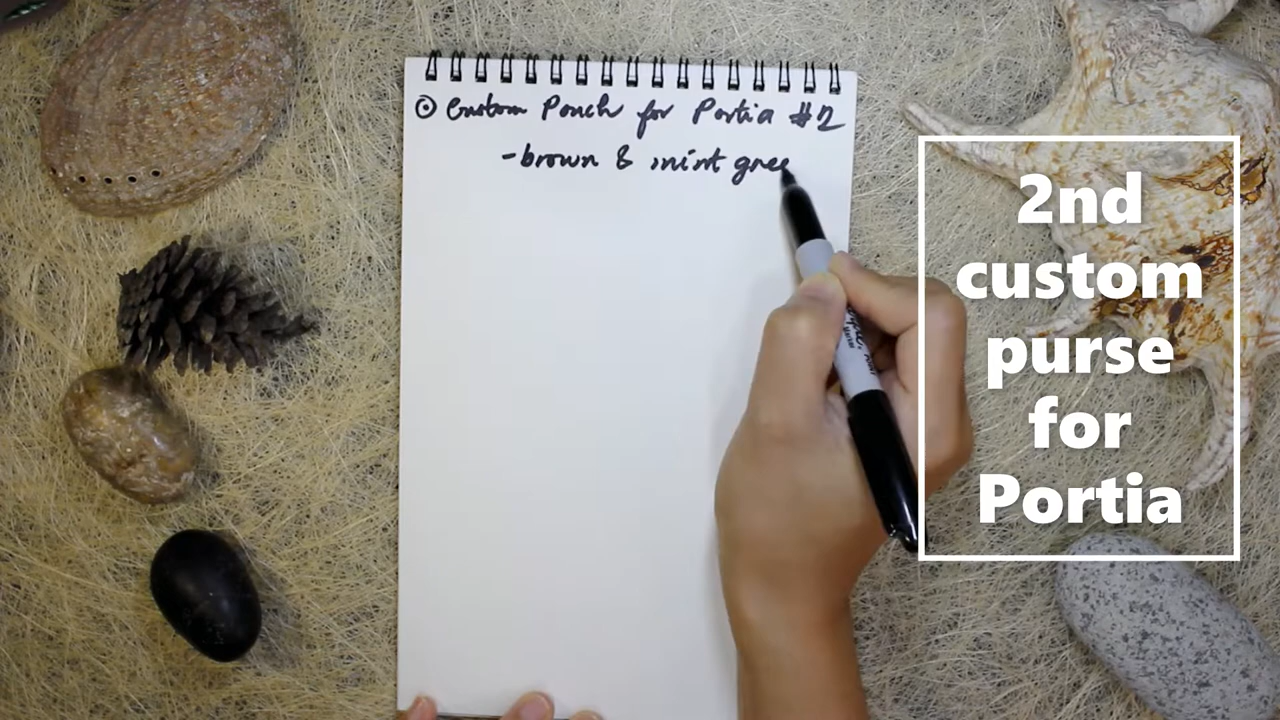 ⊙ Custom Pouch for Portia #2
- brown & mint gree
2nd
custom
purse
for
Portia